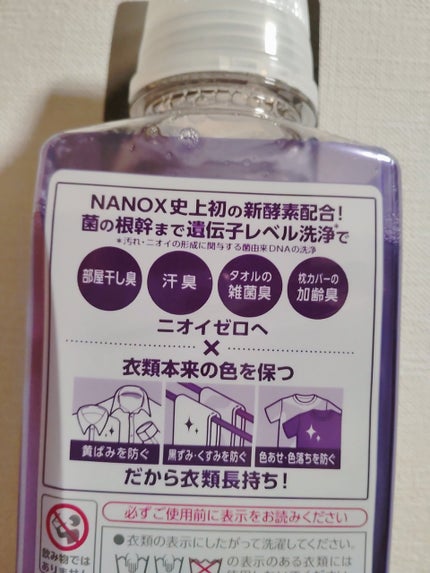 NANOX史上初の新酵素配合!
菌の根幹まで遺伝子レベル洗浄*で
*汚れ・ニオイの形成に関与する菌由来DNAの洗浄
部屋干し臭
汗臭
タオルの
雑菌臭
枕カバーの
加齢臭
ニオイゼロへ
×
衣類本来の色を保つ
黄ばみを防ぐ
黒ずみ・くすみを防ぐ
色あせ・色落ちを防ぐ
だから衣類長持ち!
必ずご使用前に表示をお読みください
飲み物では
ありません
●衣類の表示にしたがって洗濯してください。
の表示のある衣類には